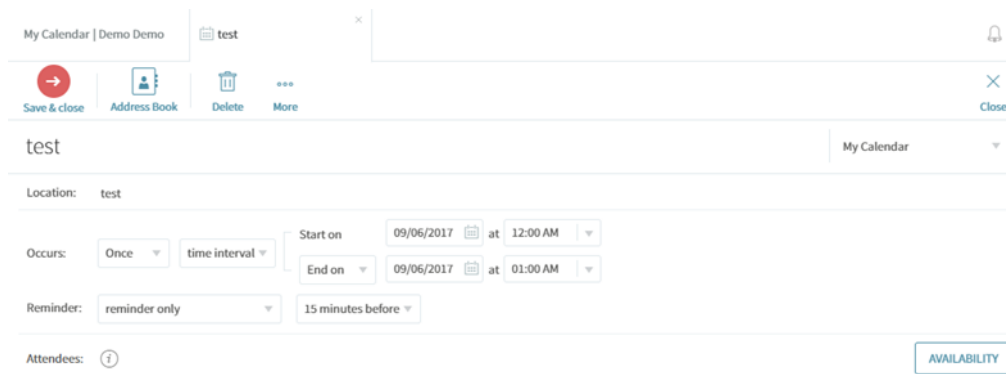 My Calendar | Demo Demo
test
Save & close
Address Book
Delete
More
Close
test
My Calendar
Location: test
Occurs: Once time interval
Start on 09/06/2017 at 12:00 AM
End on 09/06/2017 at 01:00 AM
Reminder: reminder only 15 minutes before
Attendees: i AVAILABILITY